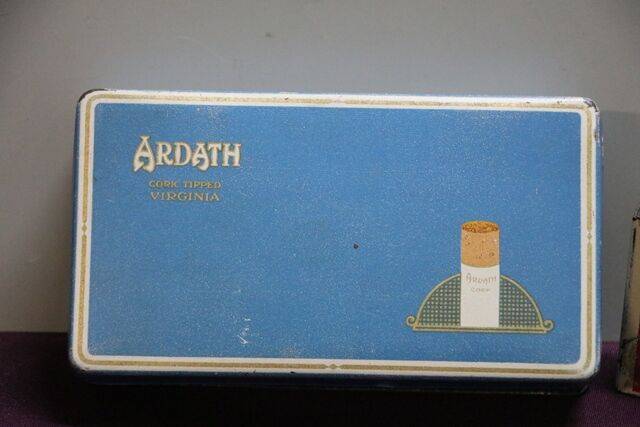 ARDATH
CORK TIPPED
VIRGINIA
ARDATH
CORK